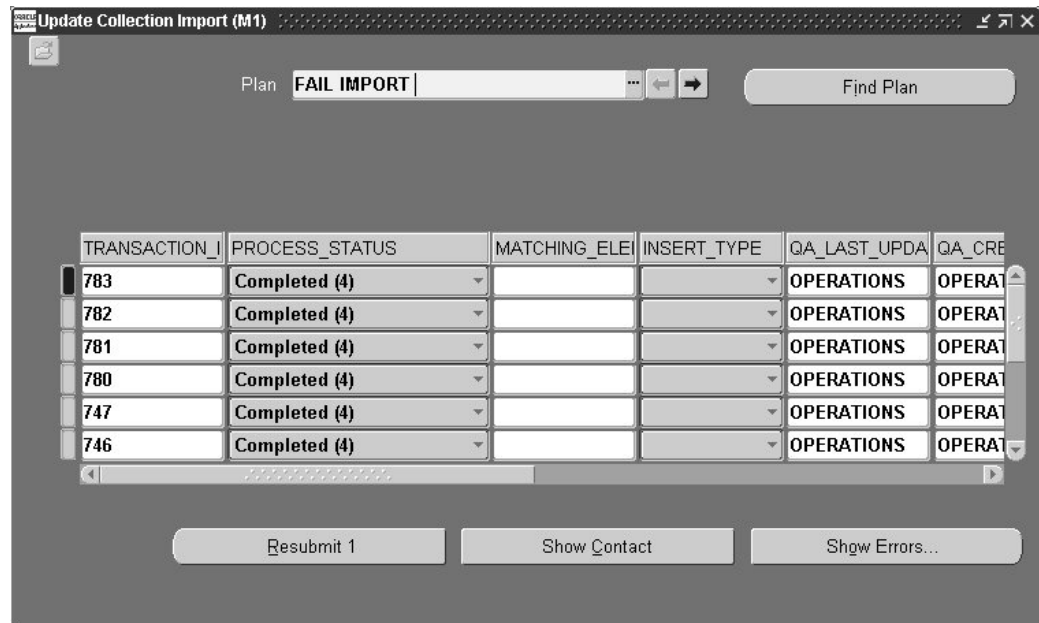 Update Collection Import (M1)
Plan FAIL IMPORT ... Find Plan
TRANSACTION_I PROCESS_STATUS MATCHING_ELEI INSERT_TYPE QA_LAST_UPDA QA_CRE
783 Completed (4) OPERATIONS OPERAT
782 Completed (4) OPERATIONS OPERAT
781 Completed (4) OPERATIONS OPERAT
780 Completed (4) OPERATIONS OPERAT
747 Completed (4) OPERATIONS OPERAT
746 Completed (4) OPERATIONS OPERAT
Resubmit 1 Show Contact Show Errors...